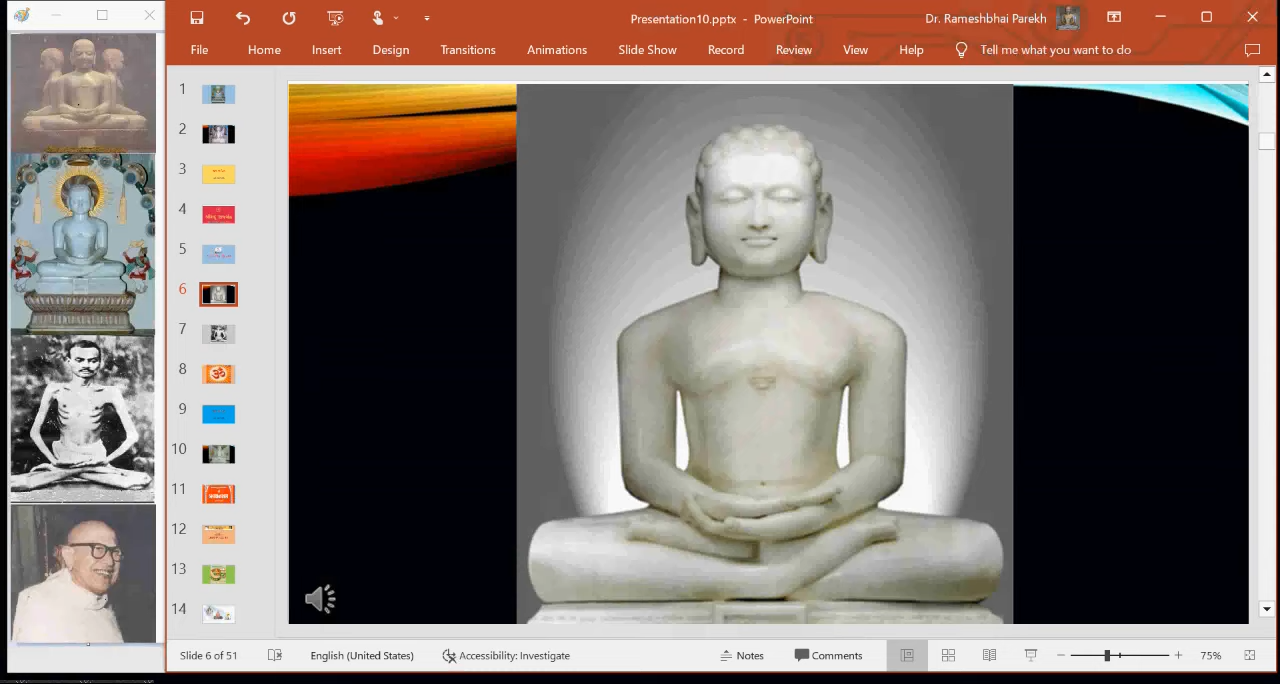 Presentation10.pptx - PowerPoint
Dr. Rameshbhai Parekh
File Home Insert Design Transitions Animations Slide Show Record Review View Help Tell me what you want to do
1
2
3
4
5
6
7
8
ॐ
9
10
11
12
13
14
Slide 6 of 51 English (United States) Accessibility: Investigate Notes Comments 75%